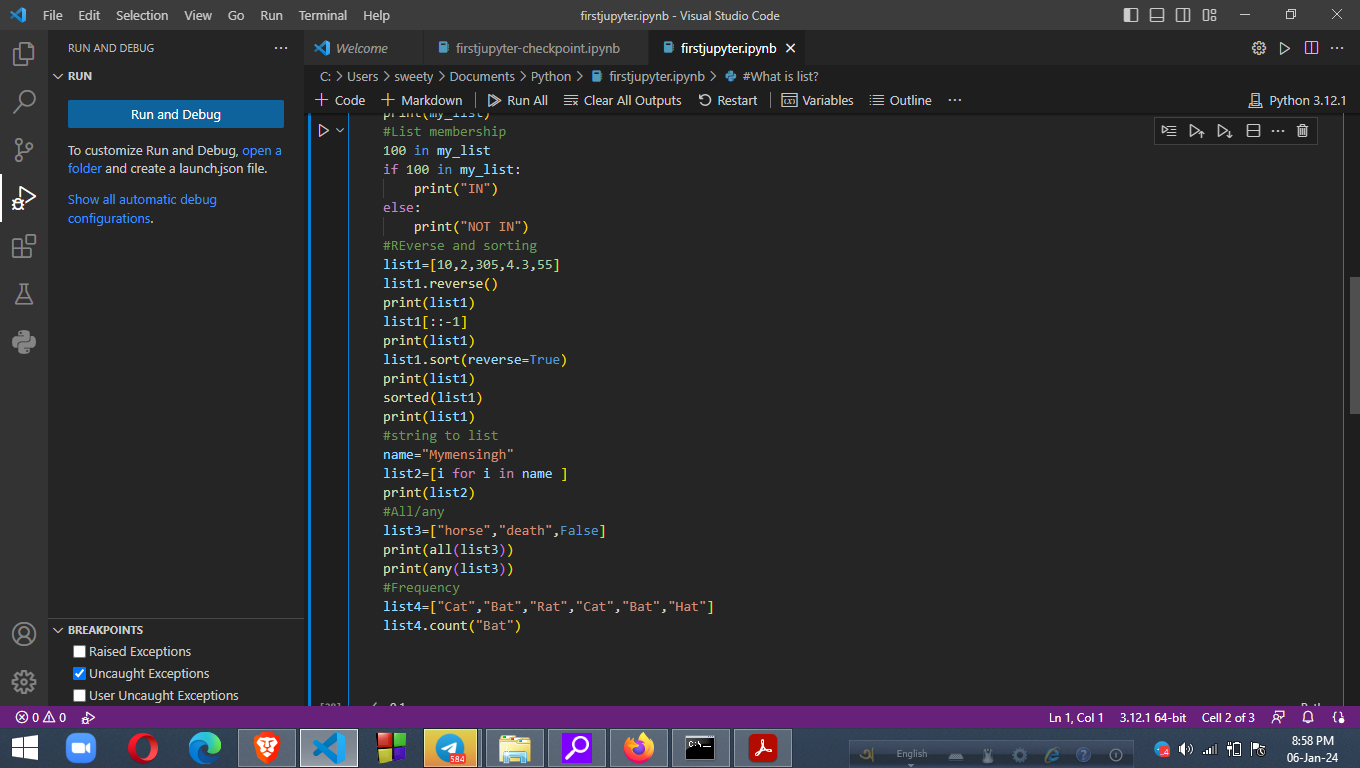 File Edit Selection View Go Run Terminal Help firstjupyter.ipynb - Visual Studio Code
RUN AND DEBUG
RUN
Run and Debug
To customize Run and Debug, open a
folder and create a launch.json file.
Show all automatic debug
configurations.
BREAKPOINTS
Raised Exceptions
Uncaught Exceptions
User Uncaught Exceptions
Welcome firstjupyter-checkpoint.ipynb firstjupyter.ipynb
C: > Users > sweety > Documents > Python > firstjupyter.ipynb > #What is list?
+ Code + Markdown Run All Clear All Outputs Restart Variables Outline ... Python 3.12.1
print(my_list)
#List membership
100 in my_list
if 100 in my_list:
    print("IN")
else:
    print("NOT IN")
#REverse and sorting
list1=[10,2,305,4.3,55]
list1.reverse()
print(list1)
list1[::-1]
print(list1)
list1.sort(reverse=True)
print(list1)
sorted(list1)
print(list1)
#string to list
name="Mymensingh"
list2=[i for i in name ]
print(list2)
#All/any
list3=["horse","death",False]
print(all(list3))
print(any(list3))
#Frequency
list4=["Cat","Bat","Rat","Cat","Bat","Hat"]
list4.count("Bat")
0 0 Ln 1, Col 1 3.12.1 64-bit Cell 2 of 3
584
English
8:58 PM
06-Jan-24